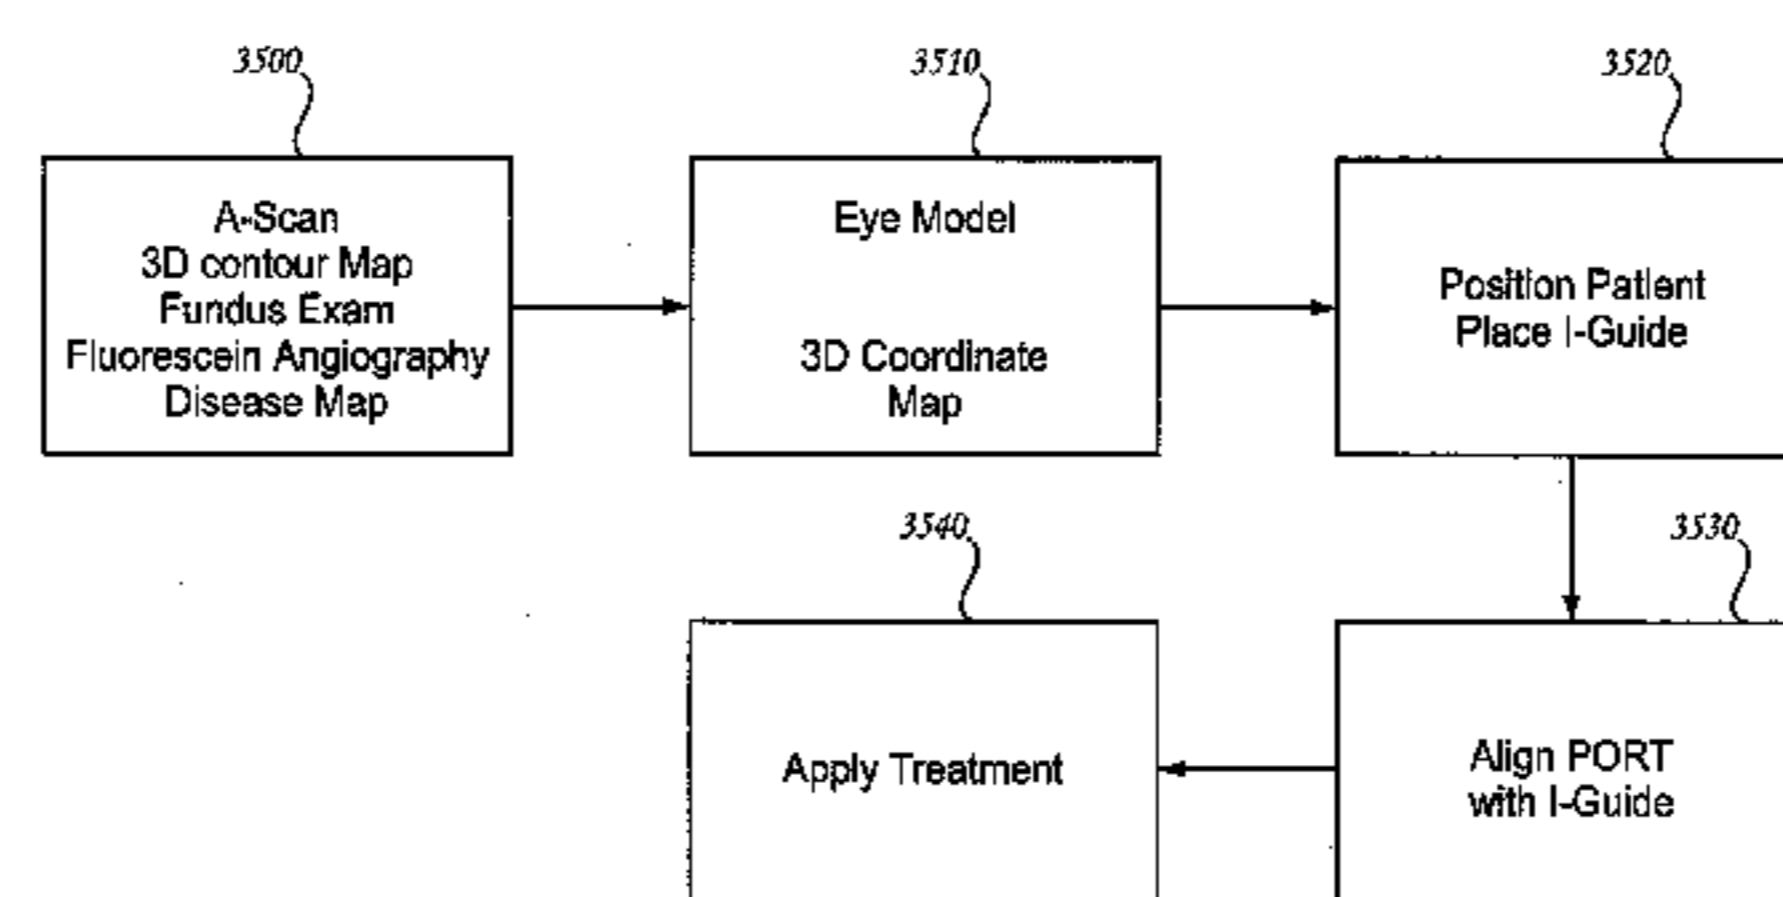 3500
3510
3520
A-Scan
3D contour Map
Fundus Exam
Fluorescein Angiography
Disease Map
Eye Model
3D Coordinate
Map
Position Patient
Place I-Guide
3540
3530
Apply Treatment
Align PORT
with I-Guide